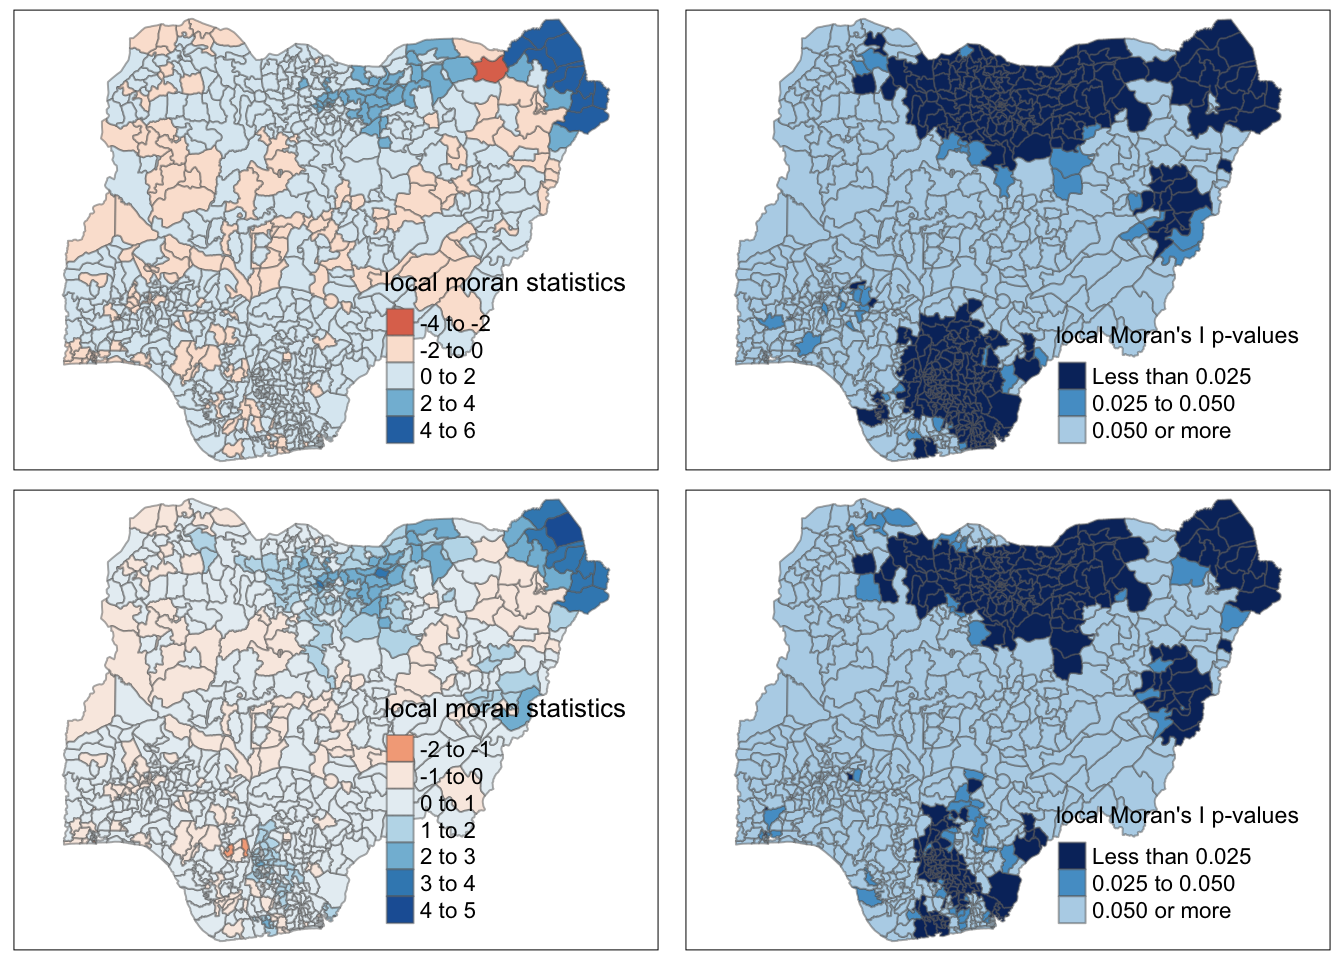 local moran statistics
-4 to -2
-2 to 0
0 to 2
2 to 4
4 to 6
local Moran's I p-values
Less than 0.025
0.025 to 0.050
0.050 or more
local moran statistics
-2 to -1
-1 to 0
0 to 1
1 to 2
2 to 3
3 to 4
4 to 5
local Moran's I p-values
Less than 0.025
0.025 to 0.050
0.050 or more